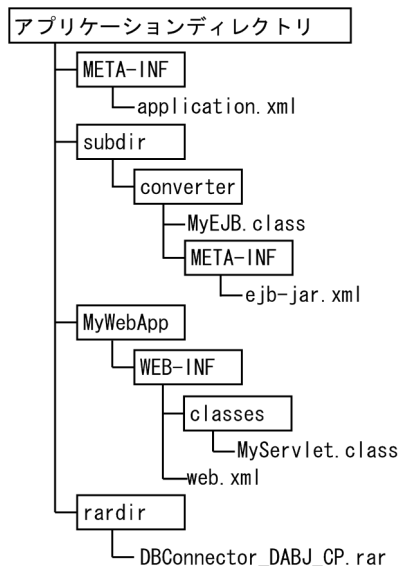 アプリケーションディレクトリ
META-INF
application.xml
subdir
converter
MyEJB.class
META-INF
ejb-jar.xml
MyWebApp
WEB-INF
classes
MyServlet.class
web.xml
rardir
DBConnector_DABJ_CP.rar